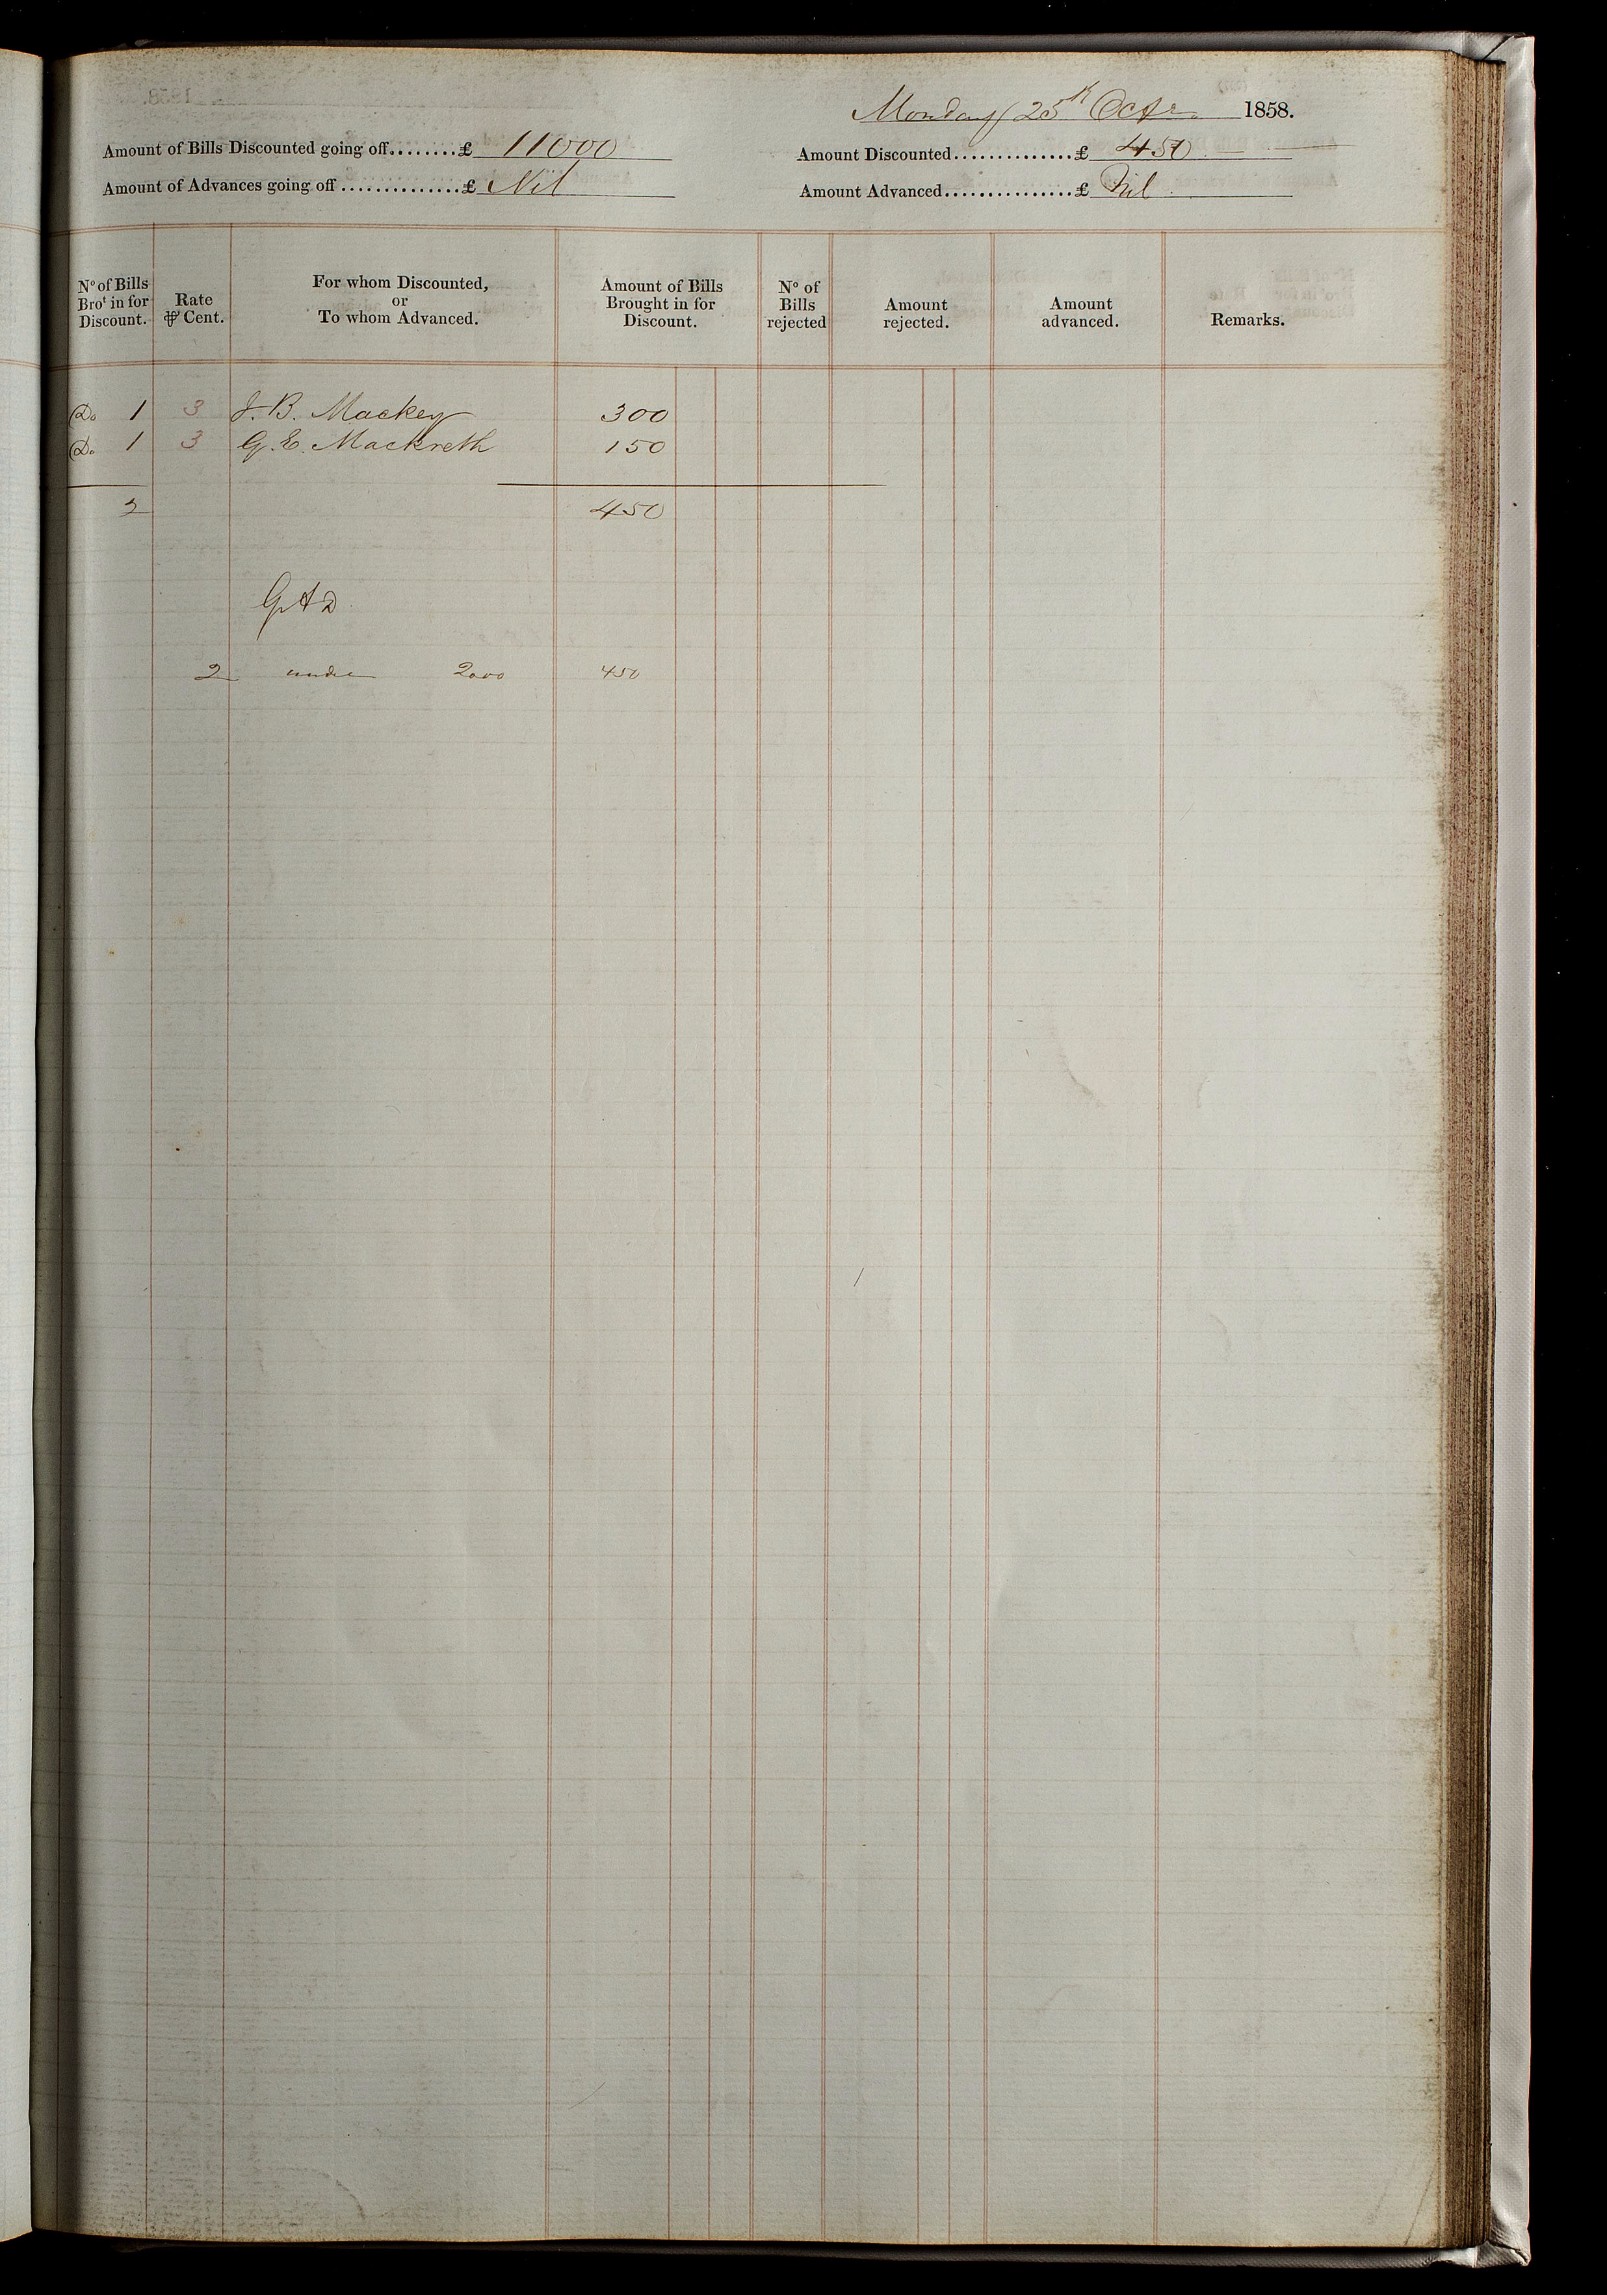 Monday 25th Octr. 1858.
Amount of Bills Discounted going off........£ 11000
Amount Discounted..............£ 450
Amount of Advances going off..............£ Nil
Amount Advanced...............£ Nil
No of Bills Brot in for Discount.
Rate ⅌ Cent.
For whom Discounted, or To whom Advanced.
Amount of Bills Brought in for Discount.
No of Bills rejected
Amount rejected.
Amount advanced.
Remarks.
Do 1 3 J. B. Mackey 300
Do. 1 3 G. E. Mackreth 150
2 450
2 under 2000 450